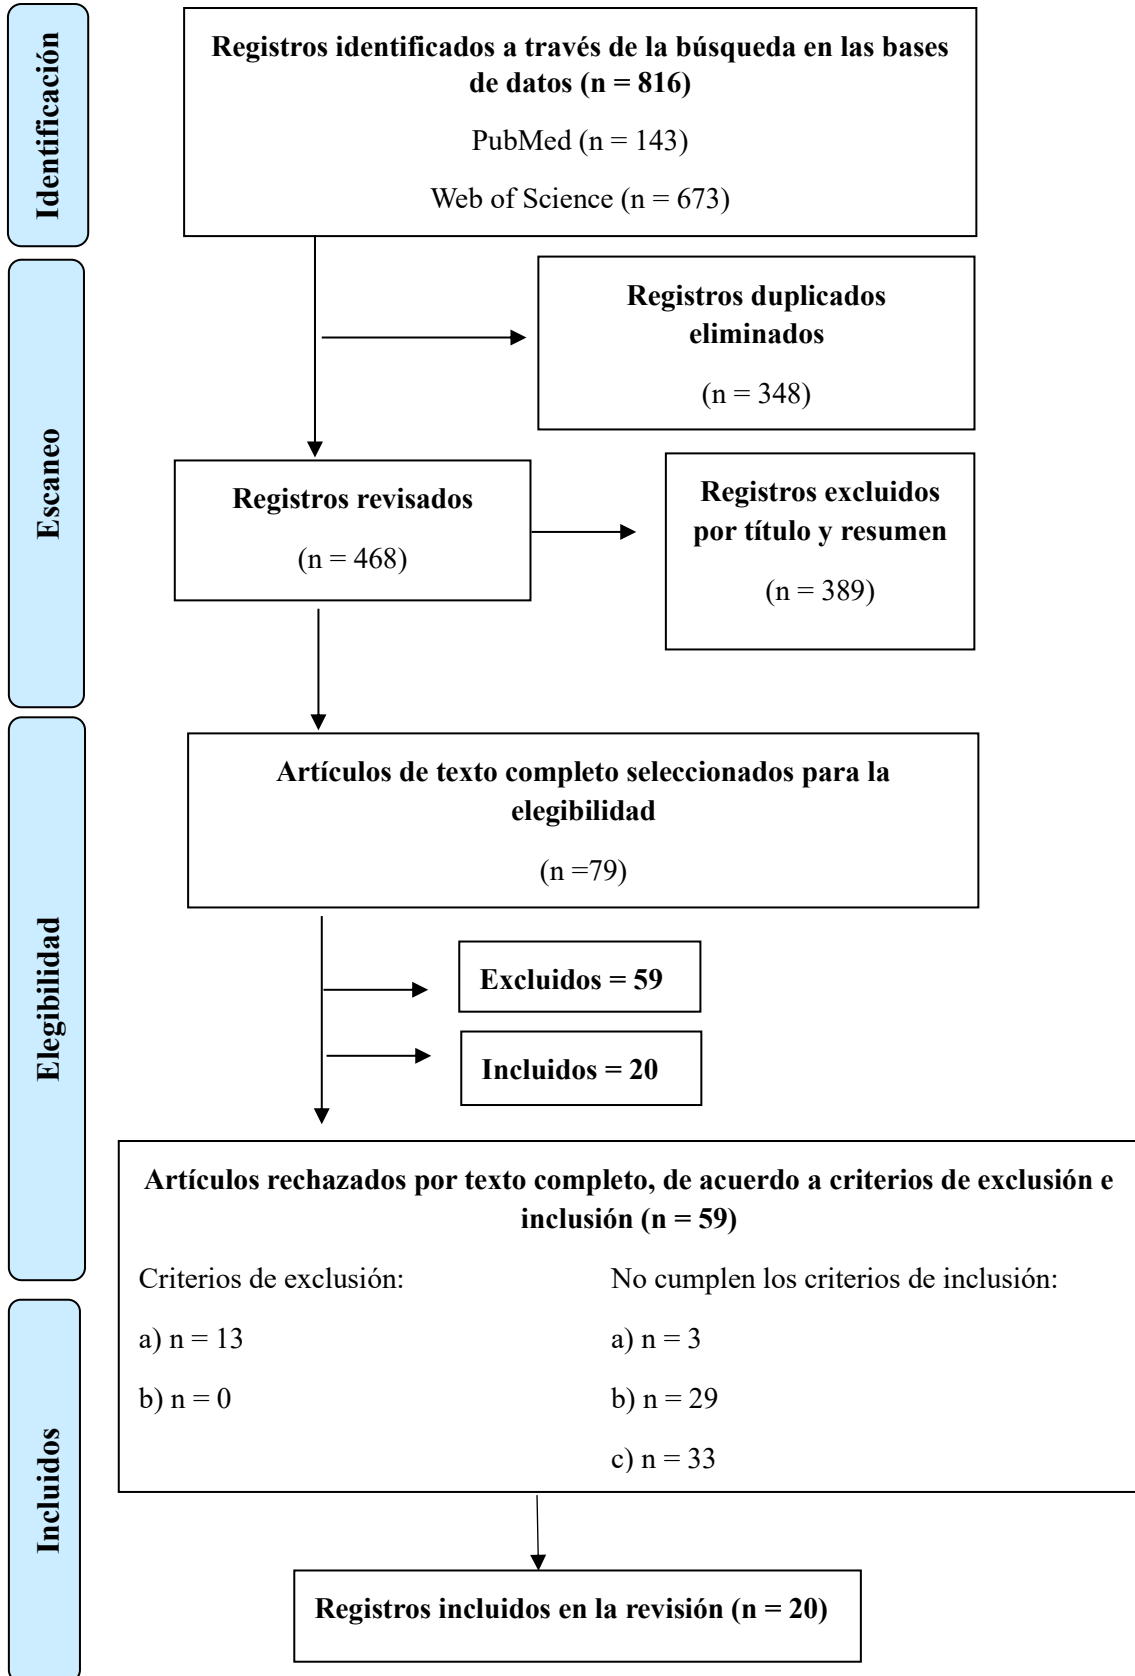 Identificación
Registros identificados a través de la búsqueda en las bases
de datos (n = 816)
PubMed (n = 143)
Web of Science (n = 673)
Escaneo
Registros duplicados
eliminados
(n = 348)
Registros revisados
(n = 468)
Registros excluidos
por título y resumen
(n = 389)
Elegibilidad
Artículos de texto completo seleccionados para la
elegibilidad
(n =79)
Excluidos = 59
Incluidos = 20
Artículos rechazados por texto completo, de acuerdo a criterios de exclusión e
inclusión (n = 59)
Criterios de exclusión:
a) n = 13
b) n = 0
No cumplen los criterios de inclusión:
a) n = 3
b) n = 29
c) n = 33
Incluidos
Registros incluidos en la revisión (n = 20)